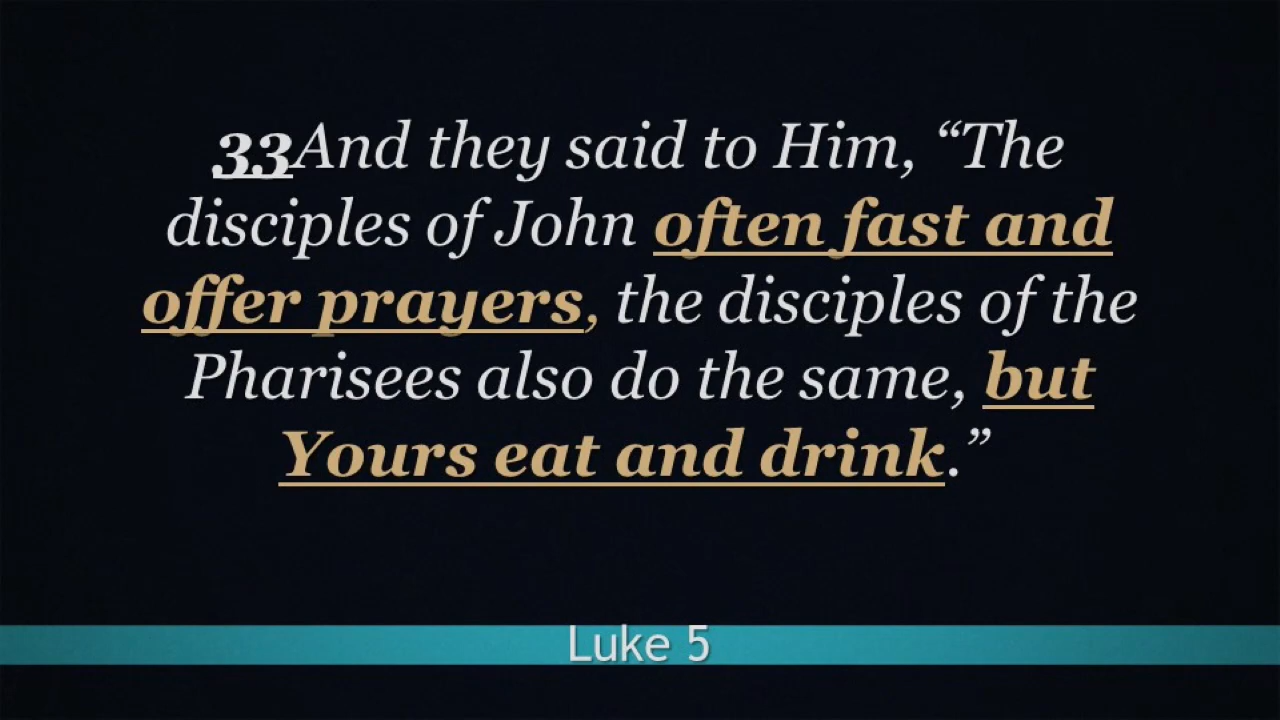 33And they said to Him, “The
disciples of John often fast and
offer prayers, the disciples of the
Pharisees also do the same, but
Yours eat and drink.”
Luke 5